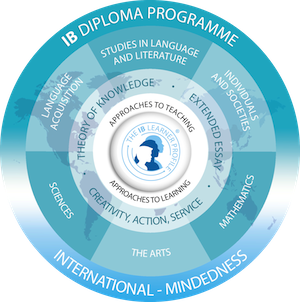 IB DIPLOMA PROGRAMME
STUDIES IN LANGUAGE
AND LITERATURE
LANGUAGE
ACQUISITION
INDIVIDUALS
AND SOCIETIES
THEORY OF KNOWLEDGE • EXTENDED ESSAY •
APPROACHES TO TEACHING
THE IB LEARNER PROFILE
APPROACHES TO LEARNING
CREATIVITY, ACTION, SERVICE •
SCIENCES
MATHEMATICS
THE ARTS
INTERNATIONAL - MINDEDNESS